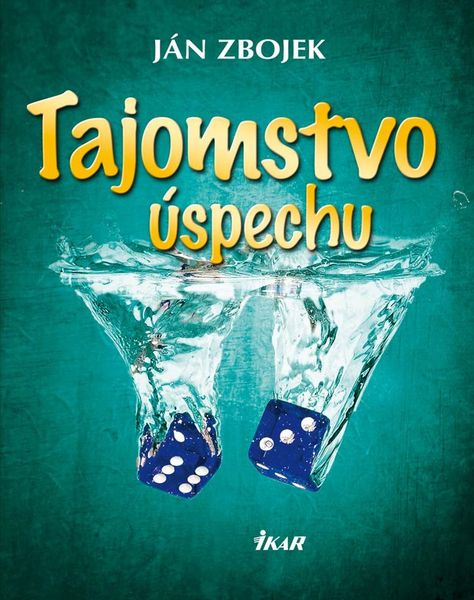 JÁN ZBOJEK
Tajomstvo
úspechu
iKAR